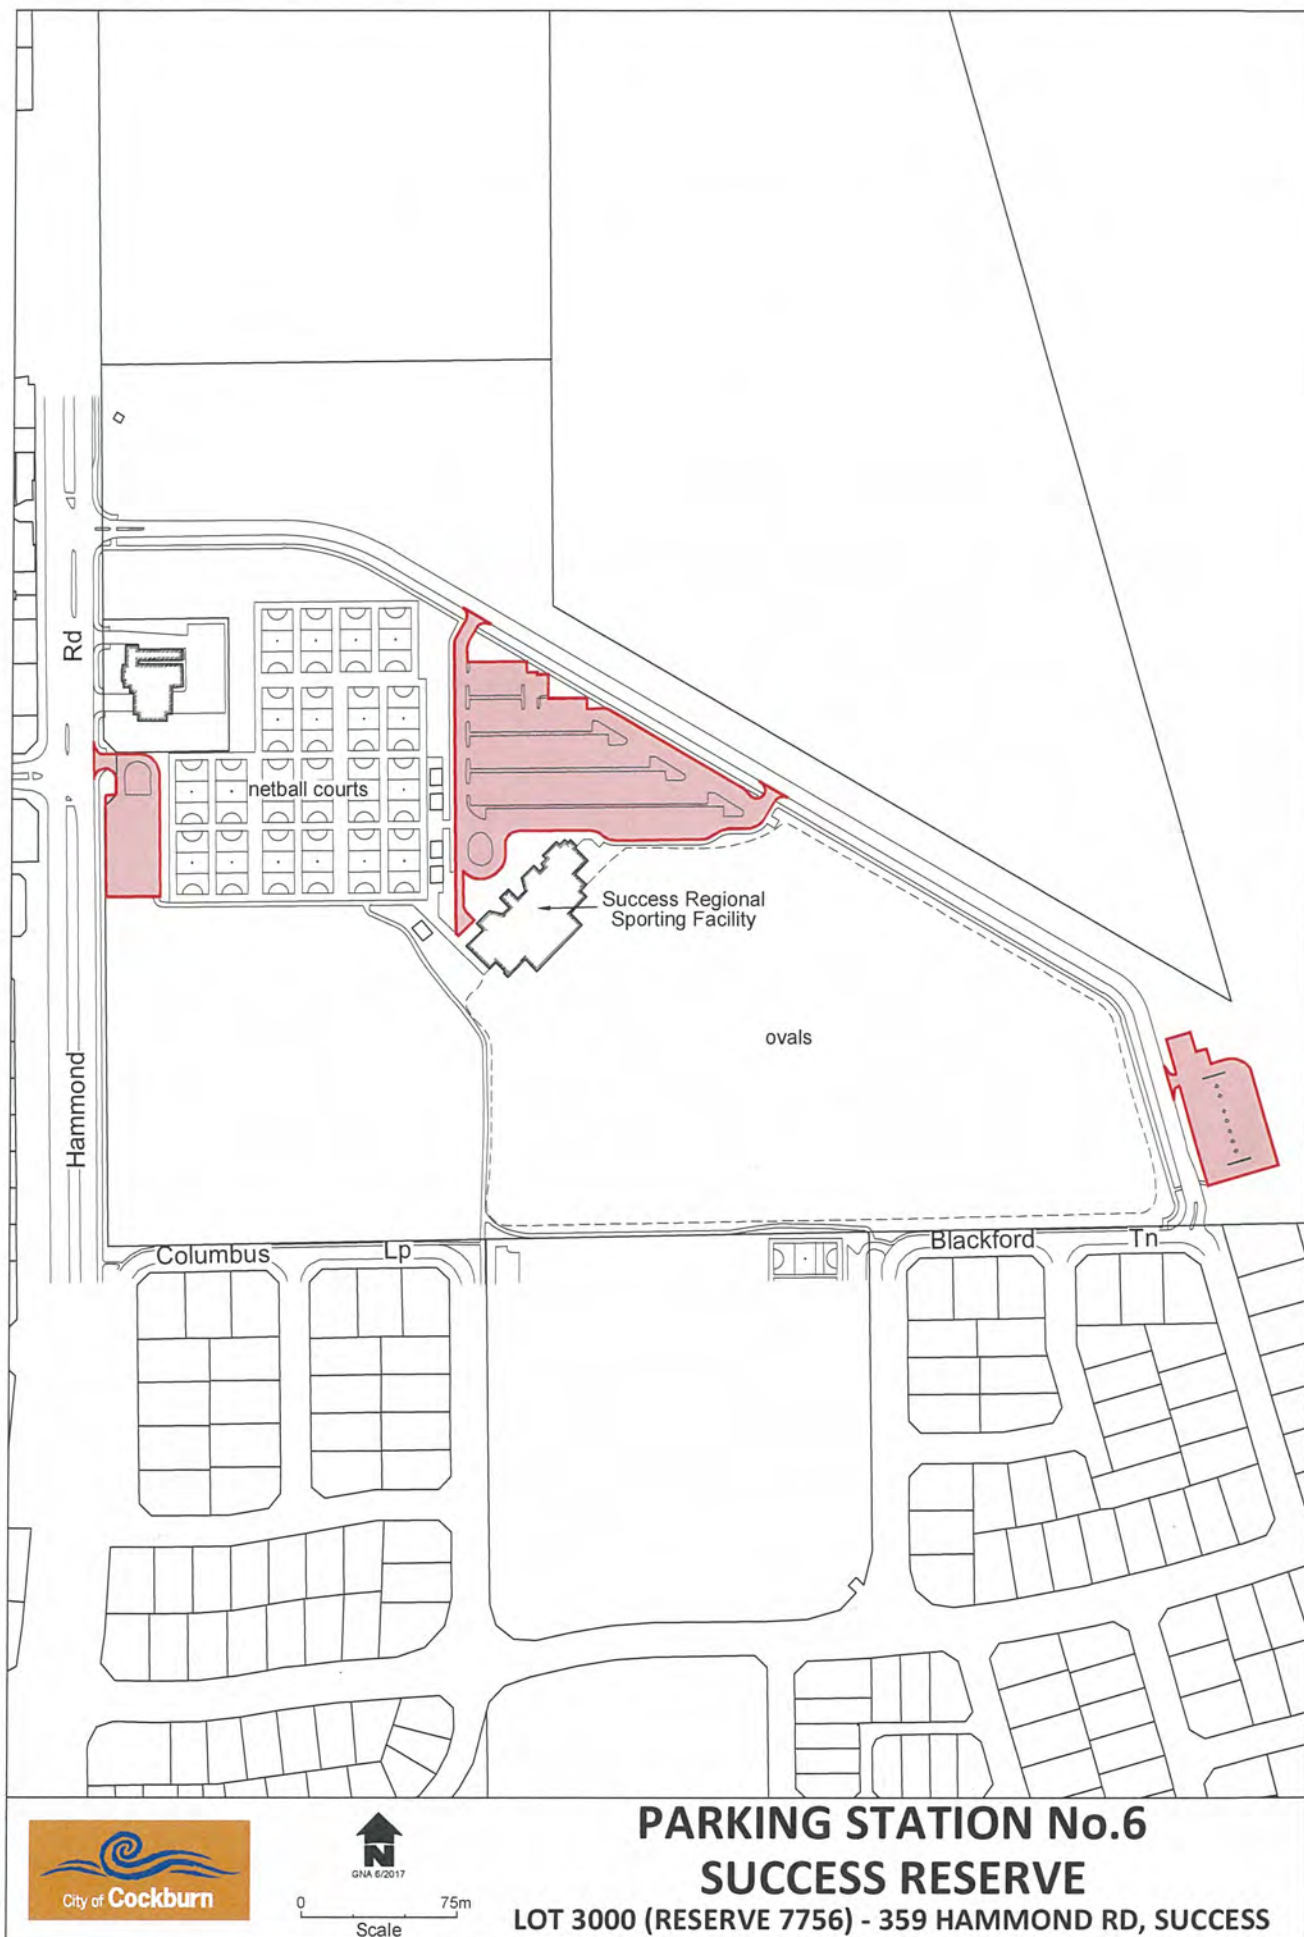 Rd
netball courts
Success Regional
Sporting Facility
ovals
Hammond
Columbus Lp
Blackford Tn
City of Cockburn
N
GNA 6/2017
0 75m
Scale
PARKING STATION No.6
SUCCESS RESERVE
LOT 3000 (RESERVE 7756) - 359 HAMMOND RD, SUCCESS